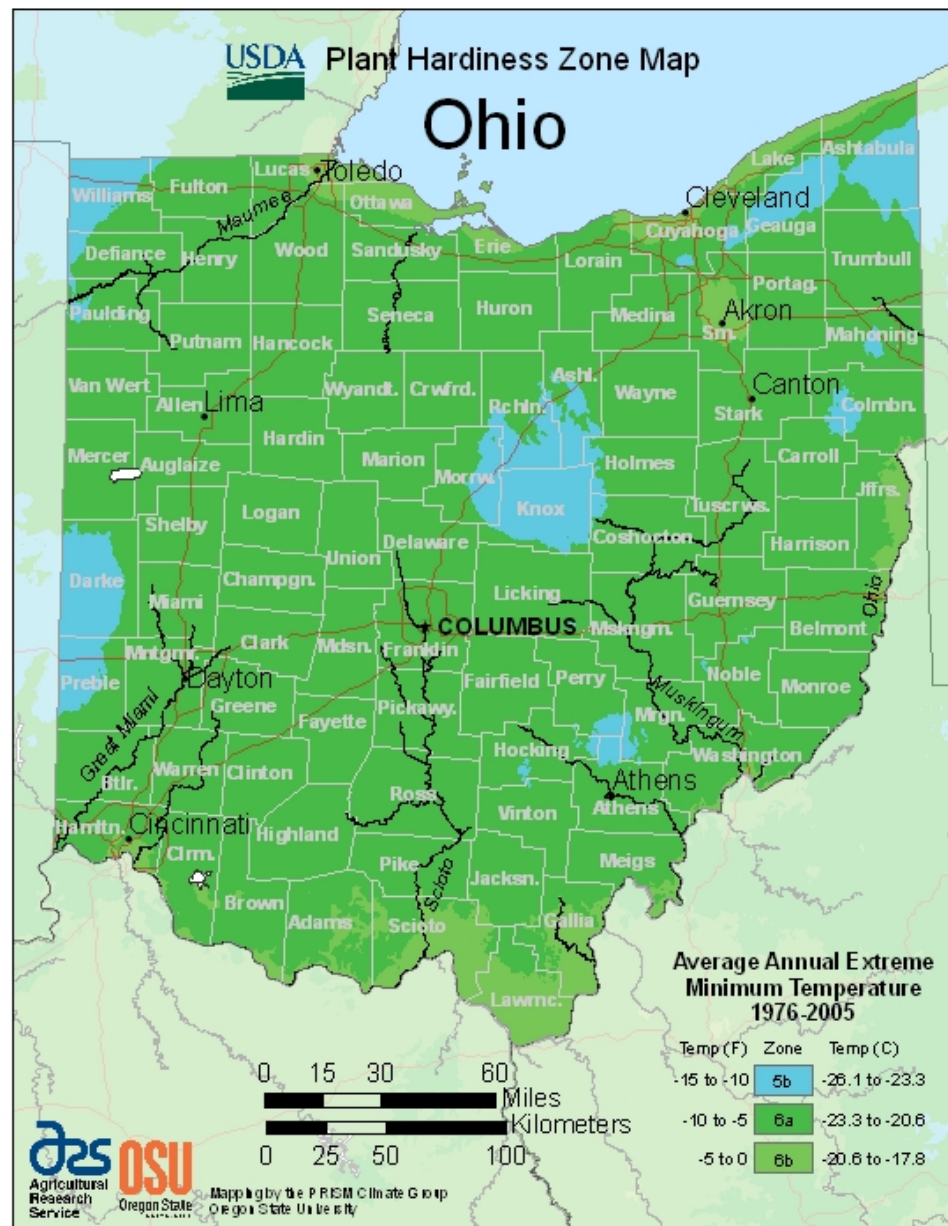 USDA Plant Hardiness Zone Map
Ohio
Williams
Fulton
Lucas
Toledo
Ottawa
Maumee
Defiance
Henry
Wood
Sandusky
Erie
Lorain
Cleveland
Cuyahoga
Lake
Geauga
Ashtabula
Trumbull
Paulding
Putnam
Hancock
Seneca
Huron
Medina
Sm.
Akron
Portag.
Mahoning
Van Wert
Allen
Lima
Hardin
Wyandt.
Crwfrd.
Rchln.
Ashl.
Wayne
Stark
Canton
Colmbn.
Mercer
Auglaize
Marion
Morrw.
Knox
Holmes
Tuscrws.
Carroll
Jffrs.
Shelby
Logan
Union
Delaware
Coshocton
Harrison
Darke
Miami
Champgn.
Licking
Mskngm.
Guernsey
Belmont
Ohio
Preble
Mntgmr.
Clark
Mdsn.
Franklin
COLUMBUS
Dayton
Greene
Fayette
Pickawy.
Fairfield
Perry
Mrgn.
Muskingum
Noble
Monroe
Great Miami
Btlr.
Warren
Clinton
Ross
Hocking
Vinton
Athens
Athens
Washington
Hamltn.
Cincinnati
Clrm.
Highland
Pike
Scioto
Jacksn.
Meigs
Brown
Adams
Scioto
Gallia
Lawrnc.
Average Annual Extreme
Minimum Temperature
1976-2005
Temp (F) Zone Temp (C)
-15 to -10 5b -26.1 to -23.3
-10 to -5 6a -23.3 to -20.6
-5 to 0 6b -20.6 to -17.8
0 15 30 60
Miles
Kilometers
0 25 50 100
ars
Agricultural
Research
Service
OSU
Oregon State
Mapping by the PRISM Climate Group
Oregon State University